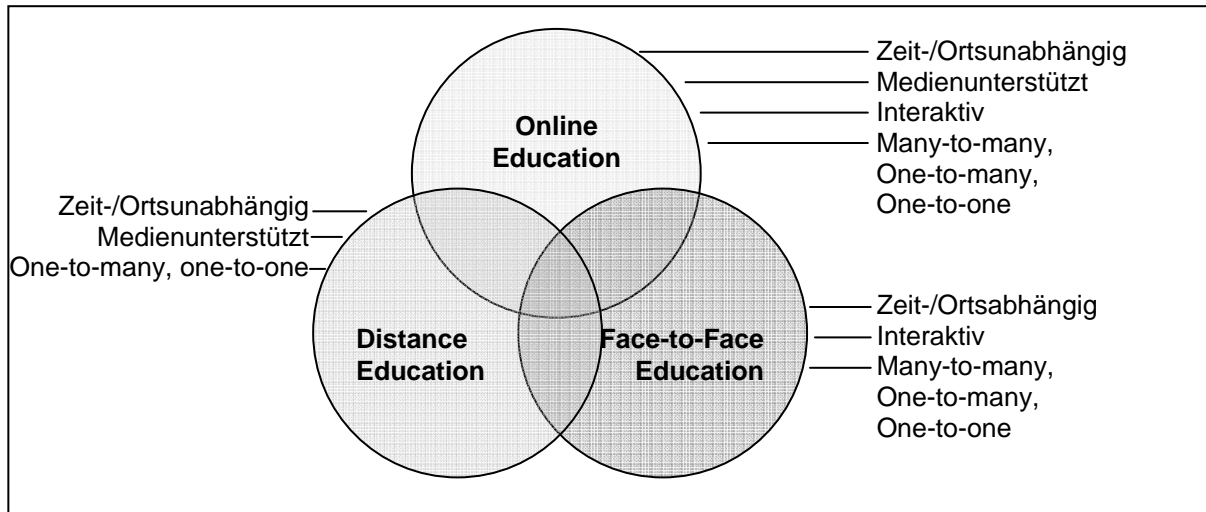 Zeit-/Ortsunabhängig
Medienunterstützt
Interaktiv
Many-to-many,
One-to-many,
One-to-one
Online
Education
Zeit-/Ortsunabhängig
Medienunterstützt
One-to-many, one-to-one
Distance
Education
Face-to-Face
Education
Zeit-/Ortsabhängig
Interaktiv
Many-to-many,
One-to-many,
One-to-one